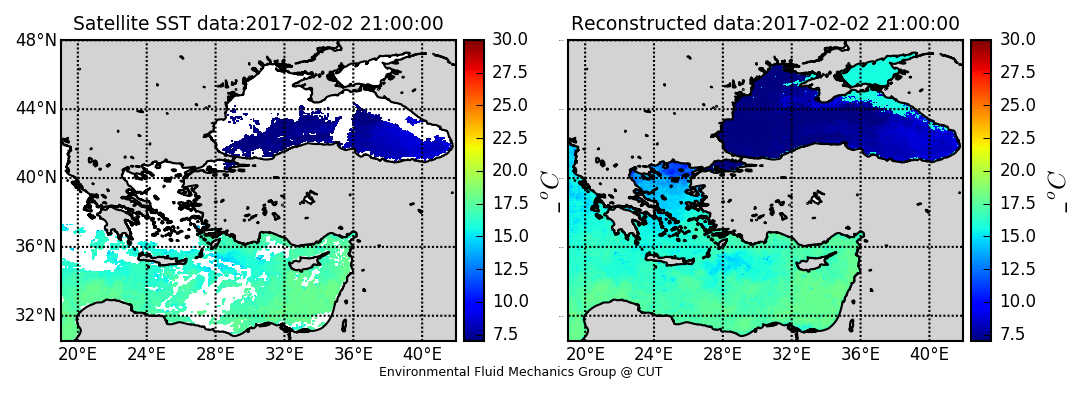 Satellite SST data:2017-02-02 21:00:00
48°N
44°N
40°N
36°N
32°N
20°E 24°E 28°E 32°E 36°E 40°E
30.0
27.5
25.0
22.5
20.0
17.5
15.0
12.5
10.0
7.5
°C
Reconstructed data:2017-02-02 21:00:00
20°E 24°E 28°E 32°E 36°E 40°E
30.0
27.5
25.0
22.5
20.0
17.5
15.0
12.5
10.0
7.5
°C
Environmental Fluid Mechanics Group @ CUT